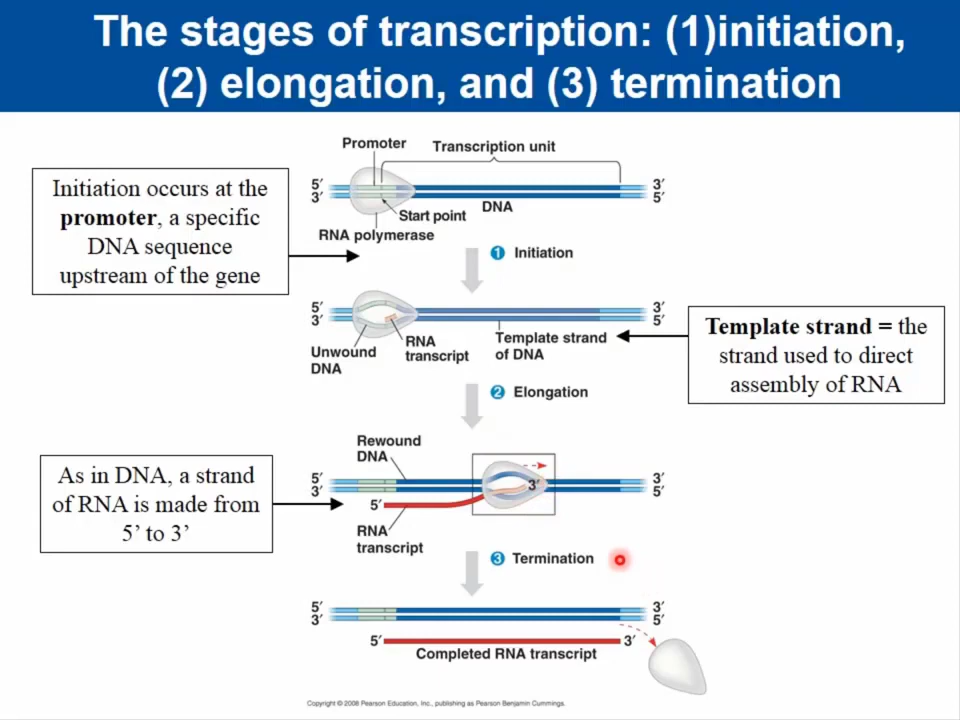 The stages of transcription: (1)initiation,
(2) elongation, and (3) termination
Promoter
Transcription unit
Initiation occurs at the
promoter, a specific
DNA sequence
upstream of the gene
5′
3′
3′
5′
Start point
DNA
RNA polymerase
1 Initiation
5′
3′
3′
5′
Unwound
DNA
RNA
transcript
Template strand
of DNA
Template strand = the
strand used to direct
assembly of RNA
2 Elongation
Rewound
DNA
As in DNA, a strand
of RNA is made from
5’ to 3’
5′
3′
3′
3′
5′
5′
RNA
transcript
3 Termination
5′
3′
3′
5′
5′
3′
Completed RNA transcript
Copyright © 2008 Pearson Education, Inc., publishing as Pearson Benjamin Cummings.